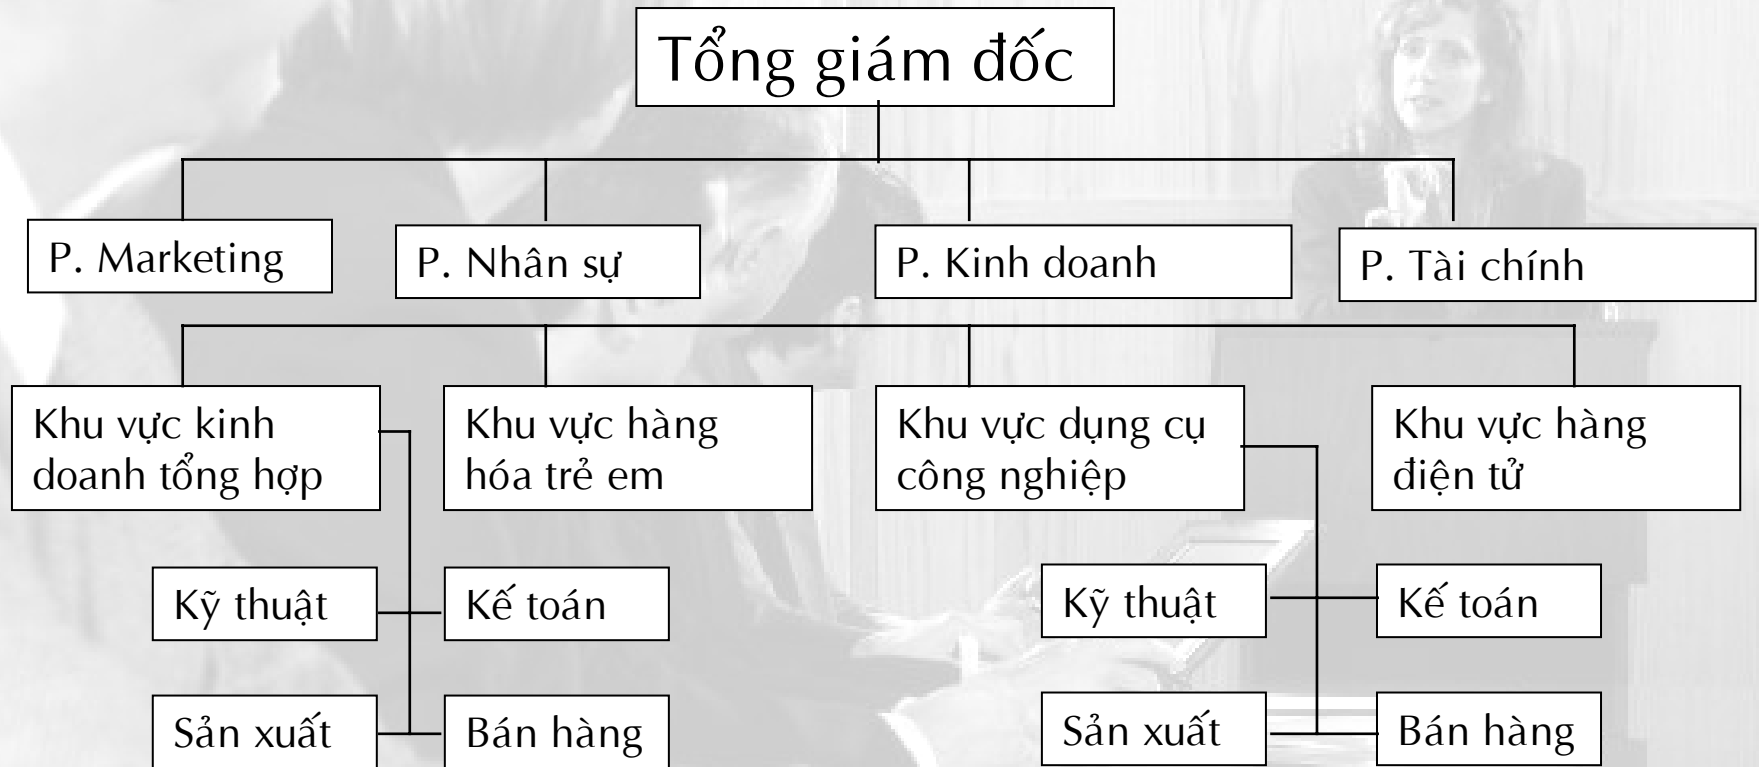 Tổng giám đốc
P. Marketing
P. Nhân sự
P. Kinh doanh
P. Tài chính
Khu vực kinh
doanh tổng hợp
Khu vực hàng
hóa trẻ em
Khu vực dụng cụ
công nghiệp
Khu vực hàng
điện tử
Kỹ thuật
Kế toán
Kỹ thuật
Kế toán
Sản xuất
Bán hàng
Sản xuất
Bán hàng